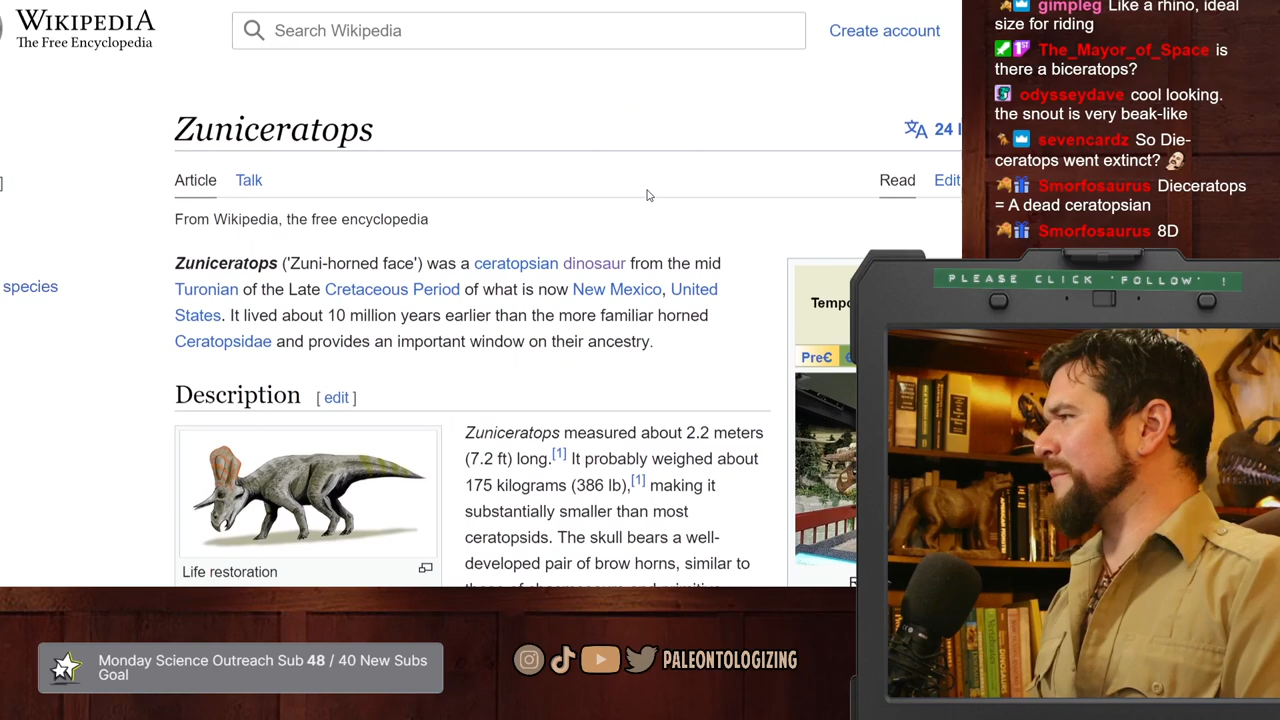 WIKIPEDIA
The Free Encyclopedia
Search Wikipedia
Create account
Zuniceratops
24
Article
Talk
Read
Edit
From Wikipedia, the free encyclopedia
Zuniceratops ('Zuni-horned face') was a ceratopsian dinosaur from the mid
Turonian of the Late Cretaceous Period of what is now New Mexico, United
States. It lived about 10 million years earlier than the more familiar horned
Ceratopsidae and provides an important window on their ancestry.
species
Description [ edit ]
Zuniceratops measured about 2.2 meters
(7.2 ft) long.[1] It probably weighed about
175 kilograms (386 lb),[1] making it
substantially smaller than most
ceratopsids. The skull bears a well-
developed pair of brow horns, similar to
Life restoration
Tempo
PreЄ
gimpleg Like a rhino, ideal
size for riding
The_Mayor_of_Space is
there a biceratops?
odysseydave cool looking.
the snout is very beak-like
sevencardz So Die-
ceratops went extinct?
Smorfosaurus Dieceratops
= A dead ceratopsian
Smorfosaurus 8D
PLEASE CLICK 'FOLLOW' !
Monday Science Outreach Sub 48 / 40 New Subs
Goal
PALEONTOLOGIZING